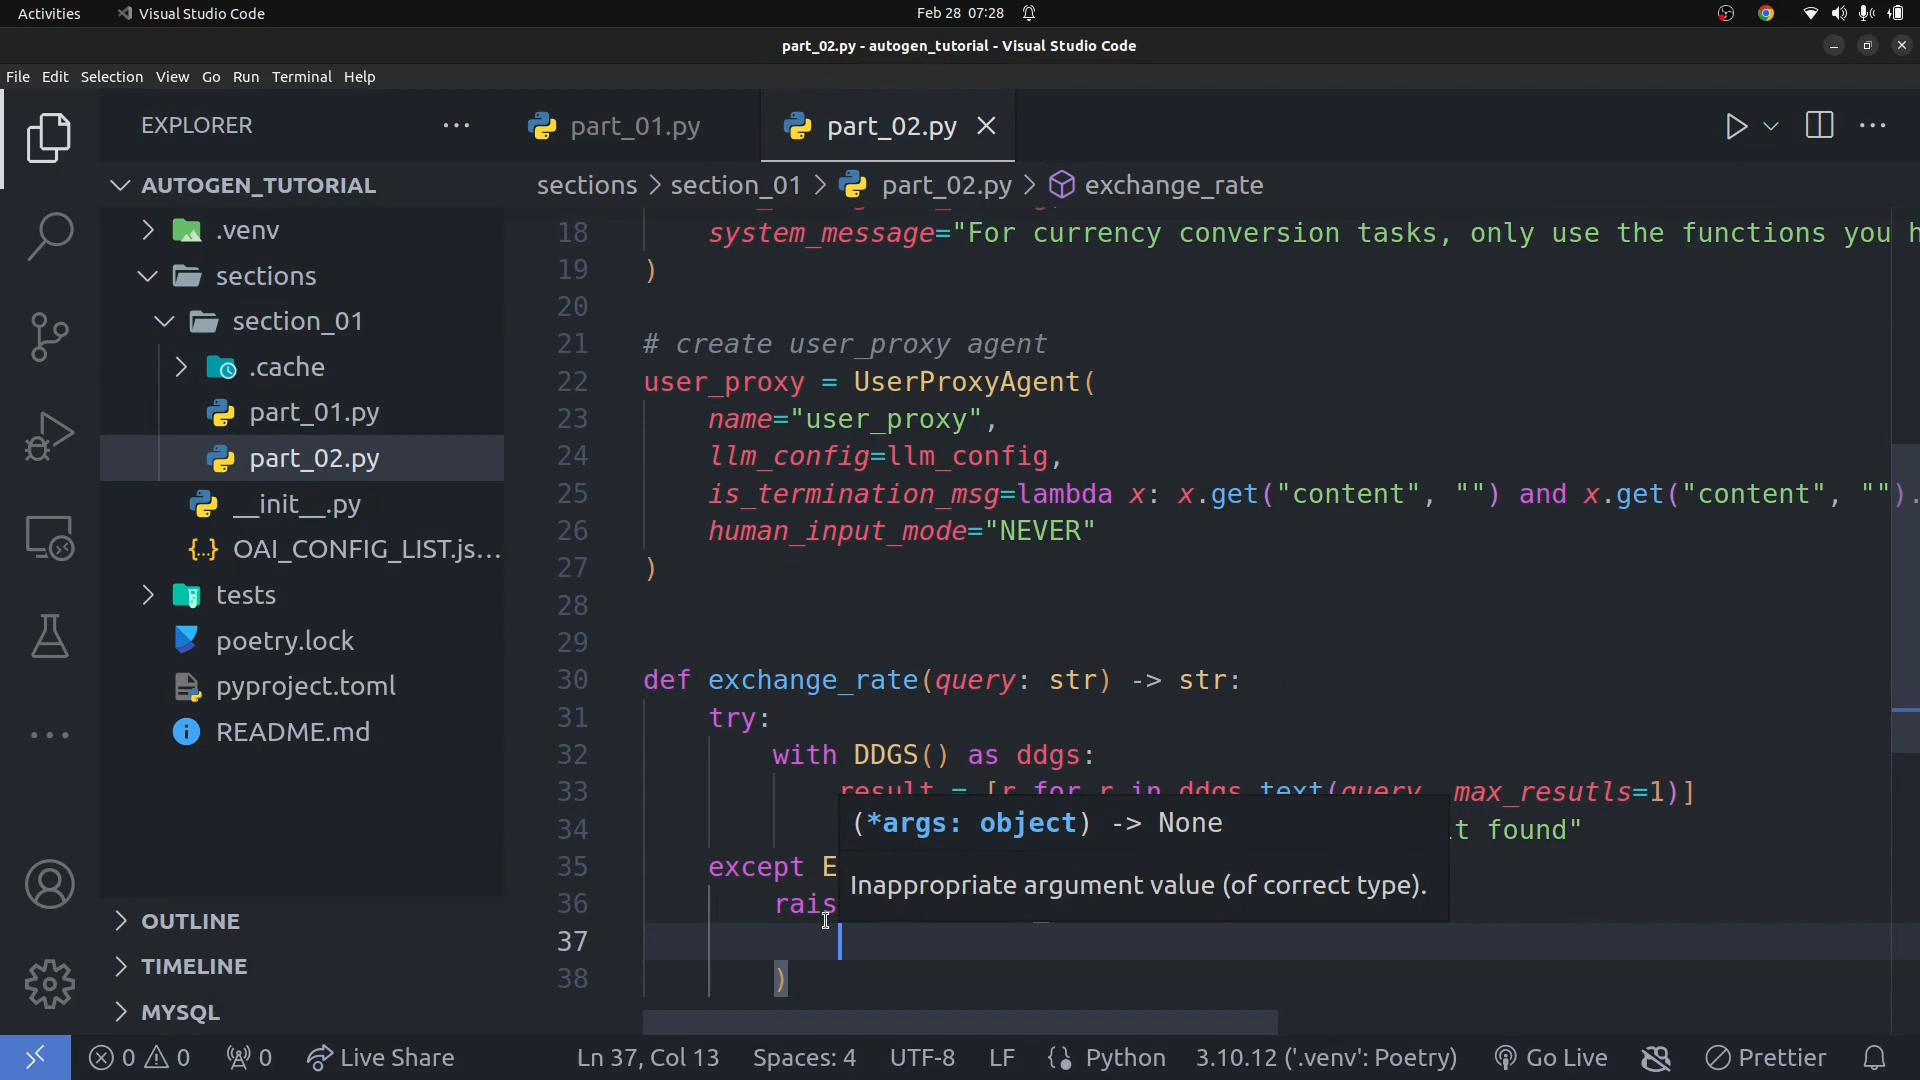 Activities Visual Studio Code Feb 28 07:28
part_02.py - autogen_tutorial - Visual Studio Code
File Edit Selection View Go Run Terminal Help
EXPLORER
part_01.py part_02.py
AUTOGEN_TUTORIAL
.venv
sections
section_01
.cache
part_01.py
part_02.py
__init__.py
OAI_CONFIG_LIST.js...
tests
poetry.lock
pyproject.toml
README.md
OUTLINE
TIMELINE
MYSQL
sections > section_01 > part_02.py > exchange_rate
18 system_message="For currency conversion tasks, only use the functions you h
19 )
20
21 # create user_proxy agent
22 user_proxy = UserProxyAgent(
23 name="user_proxy",
24 llm_config=llm_config,
25 is_termination_msg=lambda x: x.get("content", "") and x.get("content", "").
26 human_input_mode="NEVER"
27 )
28
29
30 def exchange_rate(query: str) -> str:
31 try:
32 with DDGS() as ddgs:
33 result = [r for r in ddgs.text(query, max_resutls=1)]
34 t found"
35 except E
36 rais
37
38 )
(*args: object) -> None
Inappropriate argument value (of correct type).
0 0 0 Live Share Ln 37, Col 13 Spaces: 4 UTF-8 LF Python 3.10.12 ('.venv': Poetry) Go Live Prettier